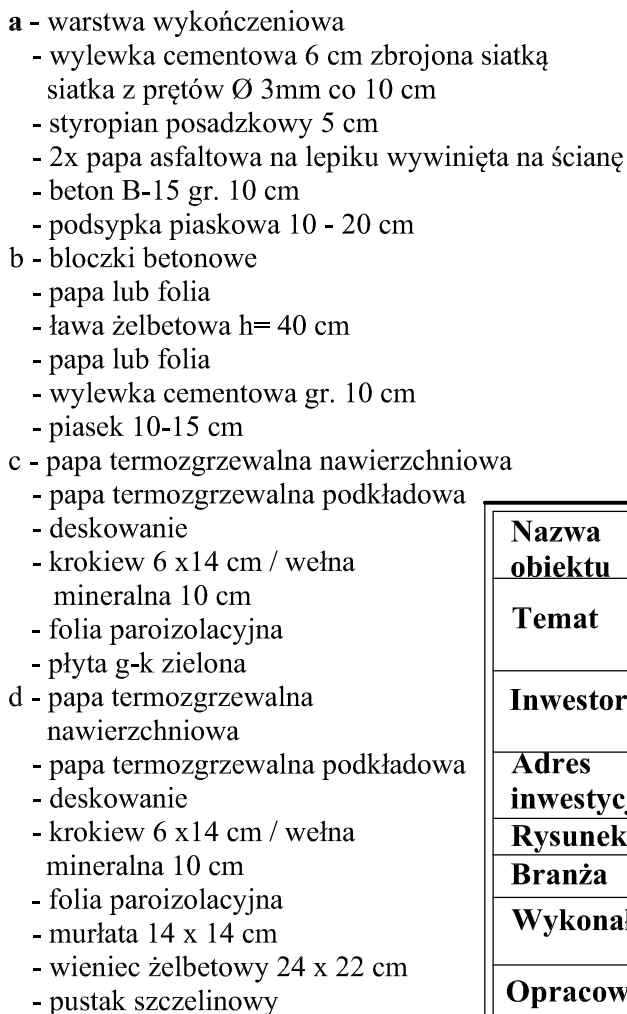 a - warstwa wykończeniowa
- wylewka cementowa 6 cm zbrojona siatką
siatka z prętów Ø 3mm co 10 cm
- styropian posadzkowy 5 cm
- 2x papa asfaltowa na lepiku wywinięta na ścianę
- beton B-15 gr. 10 cm
- podsypka piaskowa 10 - 20 cm
b - bloczki betonowe
- papa lub folia
- ława żelbetowa h= 40 cm
- papa lub folia
- wylewka cementowa gr. 10 cm
- piasek 10-15 cm
c - papa termozgrzewalna nawierzchniowa
- papa termozgrzewalna podkładowa
- deskowanie
- krokiew 6 x14 cm / wełna
mineralna 10 cm
- folia paroizolacyjna
- płyta g-k zielona
d - papa termozgrzewalna
nawierzchniowa
- papa termozgrzewalna podkładowa
- deskowanie
- krokiew 6 x14 cm / wełna
mineralna 10 cm
- folia paroizolacyjna
- murłata 14 x 14 cm
- wieniec żelbetowy 24 x 22 cm
- pustak szczelinowy
Nazwa
obiektu
Temat
Inwestor
Adres
inwestycj
Rysunek
Branża
Wykonał
Opracow